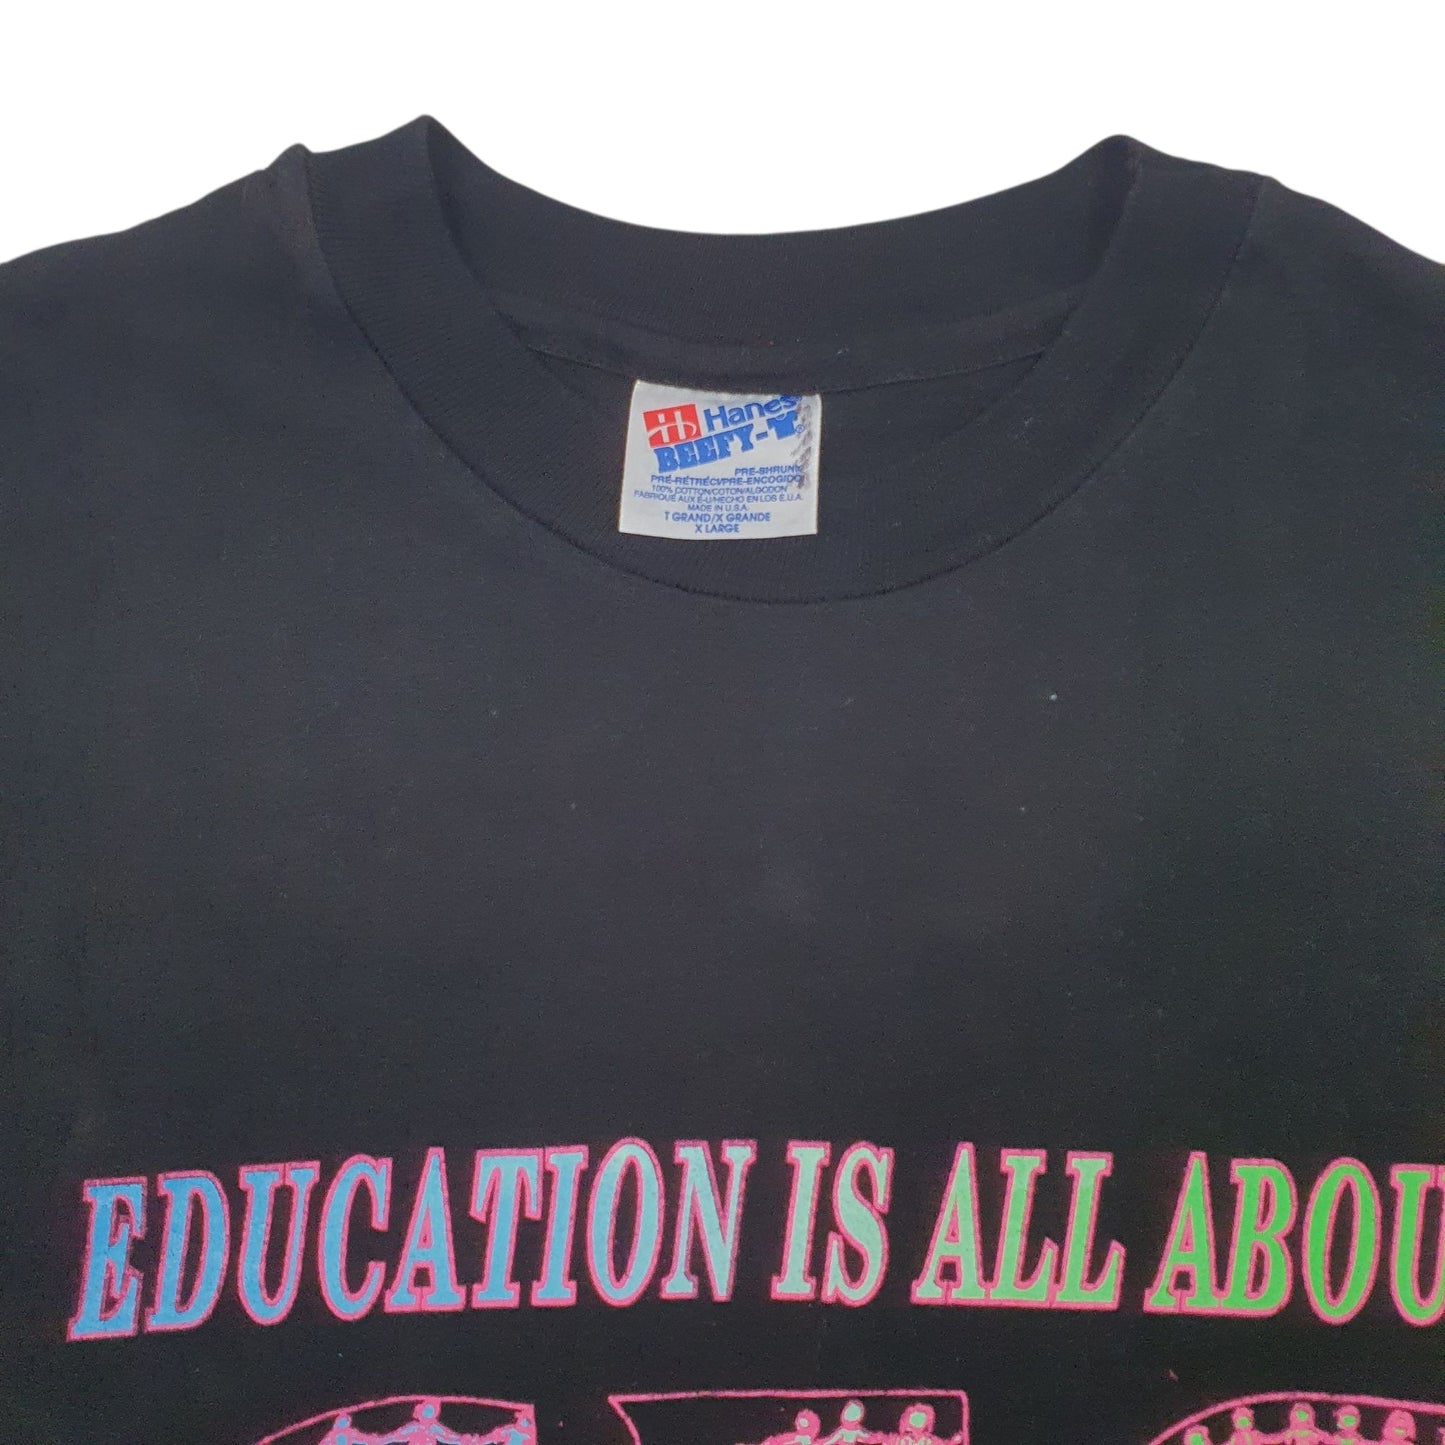 Hanes
BEEFY-T®
PRE-SHRUNK
PRÉ-RÉTRÉCI/PRE-ENCOGIDO
100% COTTON/COTON/ALGODON
FABRIQUÉ AUX É-U/HECHO EN LOS E.U.A.
MADE IN U.S.A.
T GRAND/X GRANDE
X LARGE
EDUCATION IS ALL ABOU